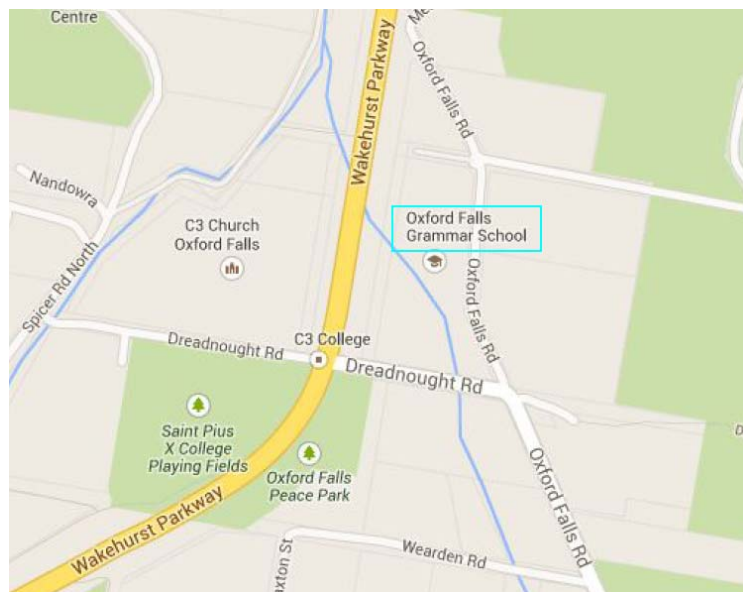 Centre
Wakehurst Parkway
Oxford Falls Rd
Nandowra
C3 Church
Oxford Falls
Oxford Falls
Grammar School
Spicer Rd North
Oxford Falls Rd
C3 College
Dreadnought Rd
Dreadnought Rd
Saint Pius
X College
Playing Fields
Oxford Falls
Peace Park
Oxford Falls Rd
Wakehurst Parkway
Wearden Rd